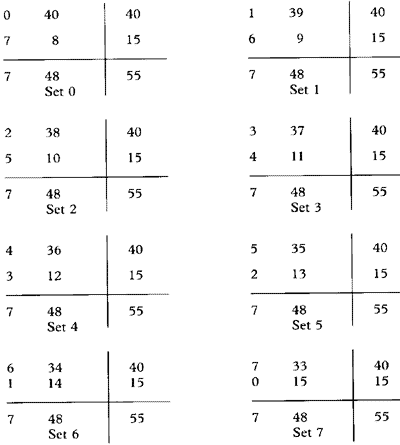 0 40 40
7 8 15
7 48 55
Set 0
1 39 40
6 9 15
7 48 55
Set 1
2 38 40
5 10 15
7 48 55
Set 2
3 37 40
4 11 15
7 48 55
Set 3
4 36 40
3 12 15
7 48 55
Set 4
5 35 40
2 13 15
7 48 55
Set 5
6 34 40
1 14 15
7 48 55
Set 6
7 33 40
0 15 15
7 48 55
Set 7